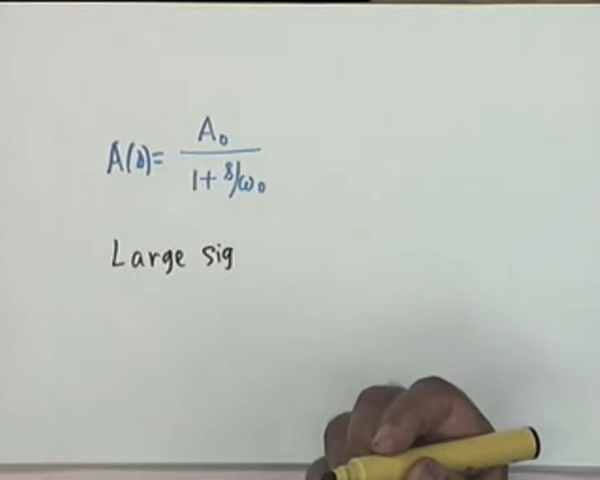 A(s) = A₀ / (1 + s/ω₀)
Large sig